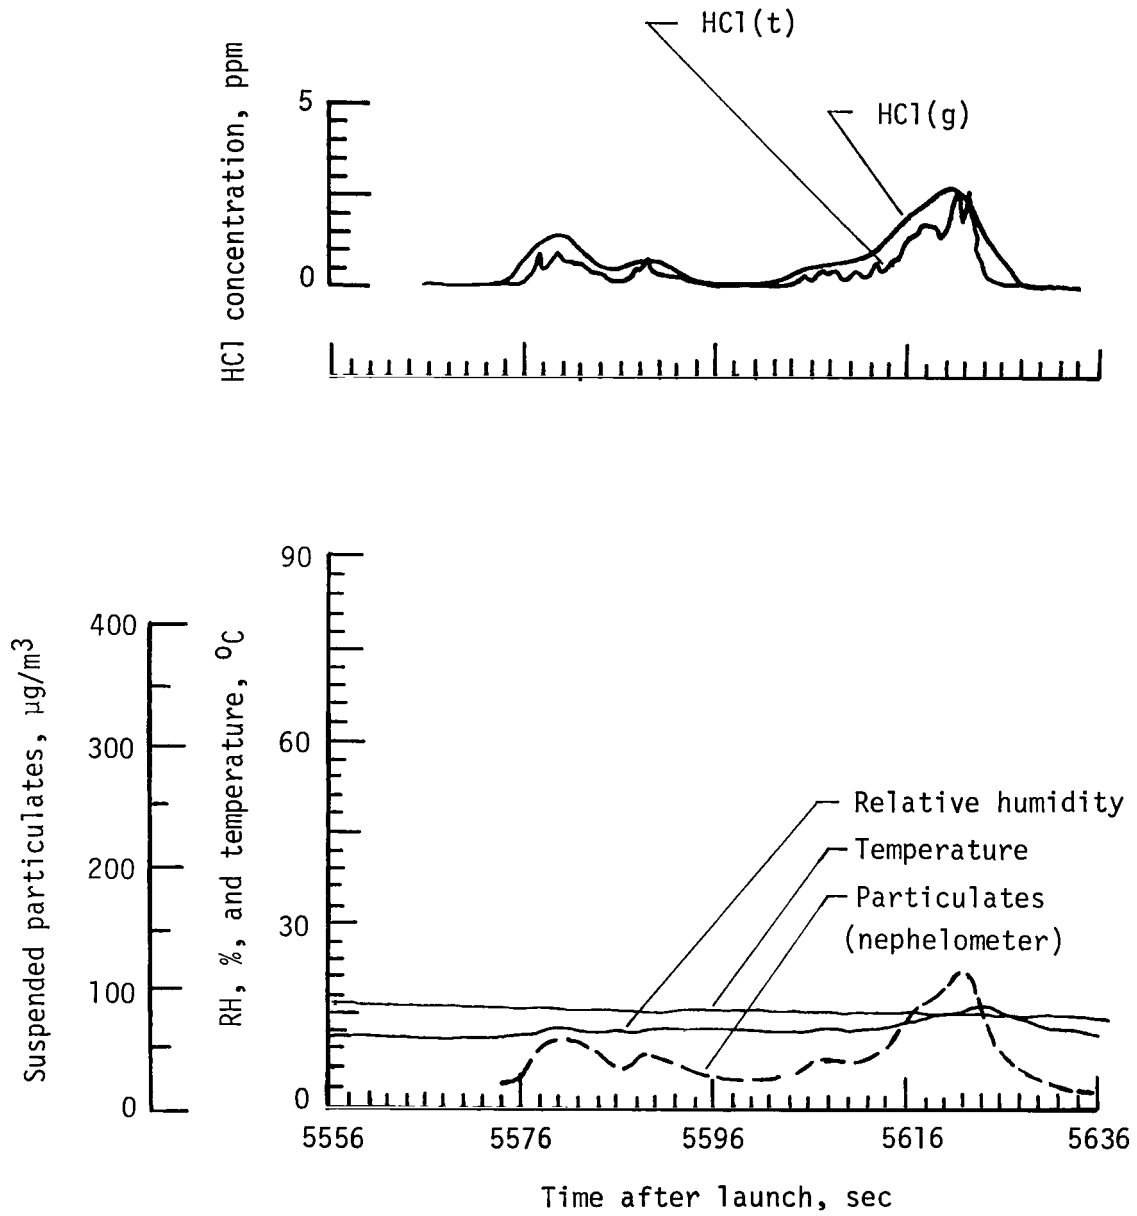 HCl(t)
HCl(g)
HCl concentration, ppm
5
0
Suspended particulates, µg/m3
400
300
200
100
0
RH, %, and temperature, ºC
90
60
30
0
Relative humidity
Temperature
Particulates
(nephelometer)
5556 5576 5596 5616 5636
Time after launch, sec